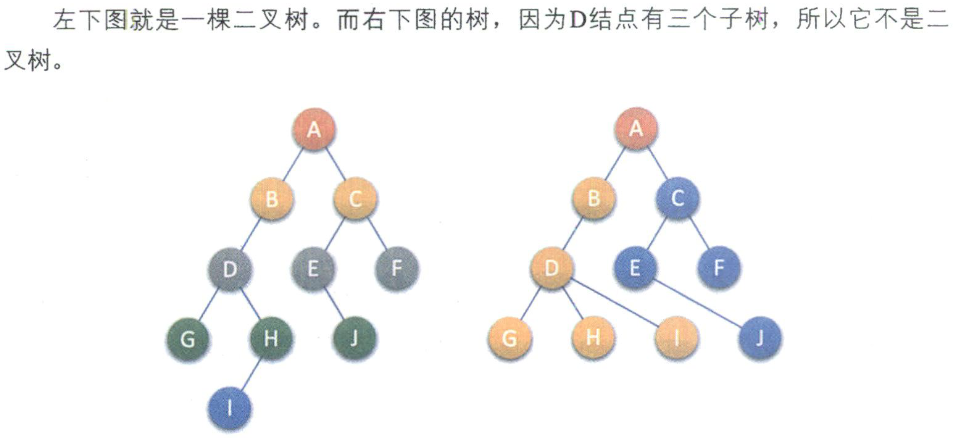 左下图就是一棵二叉树。而右下图的树，因为D结点有三个子树，所以它不是二
叉树。
A A
B C B C
D E F D E F
G H J G H I J
I